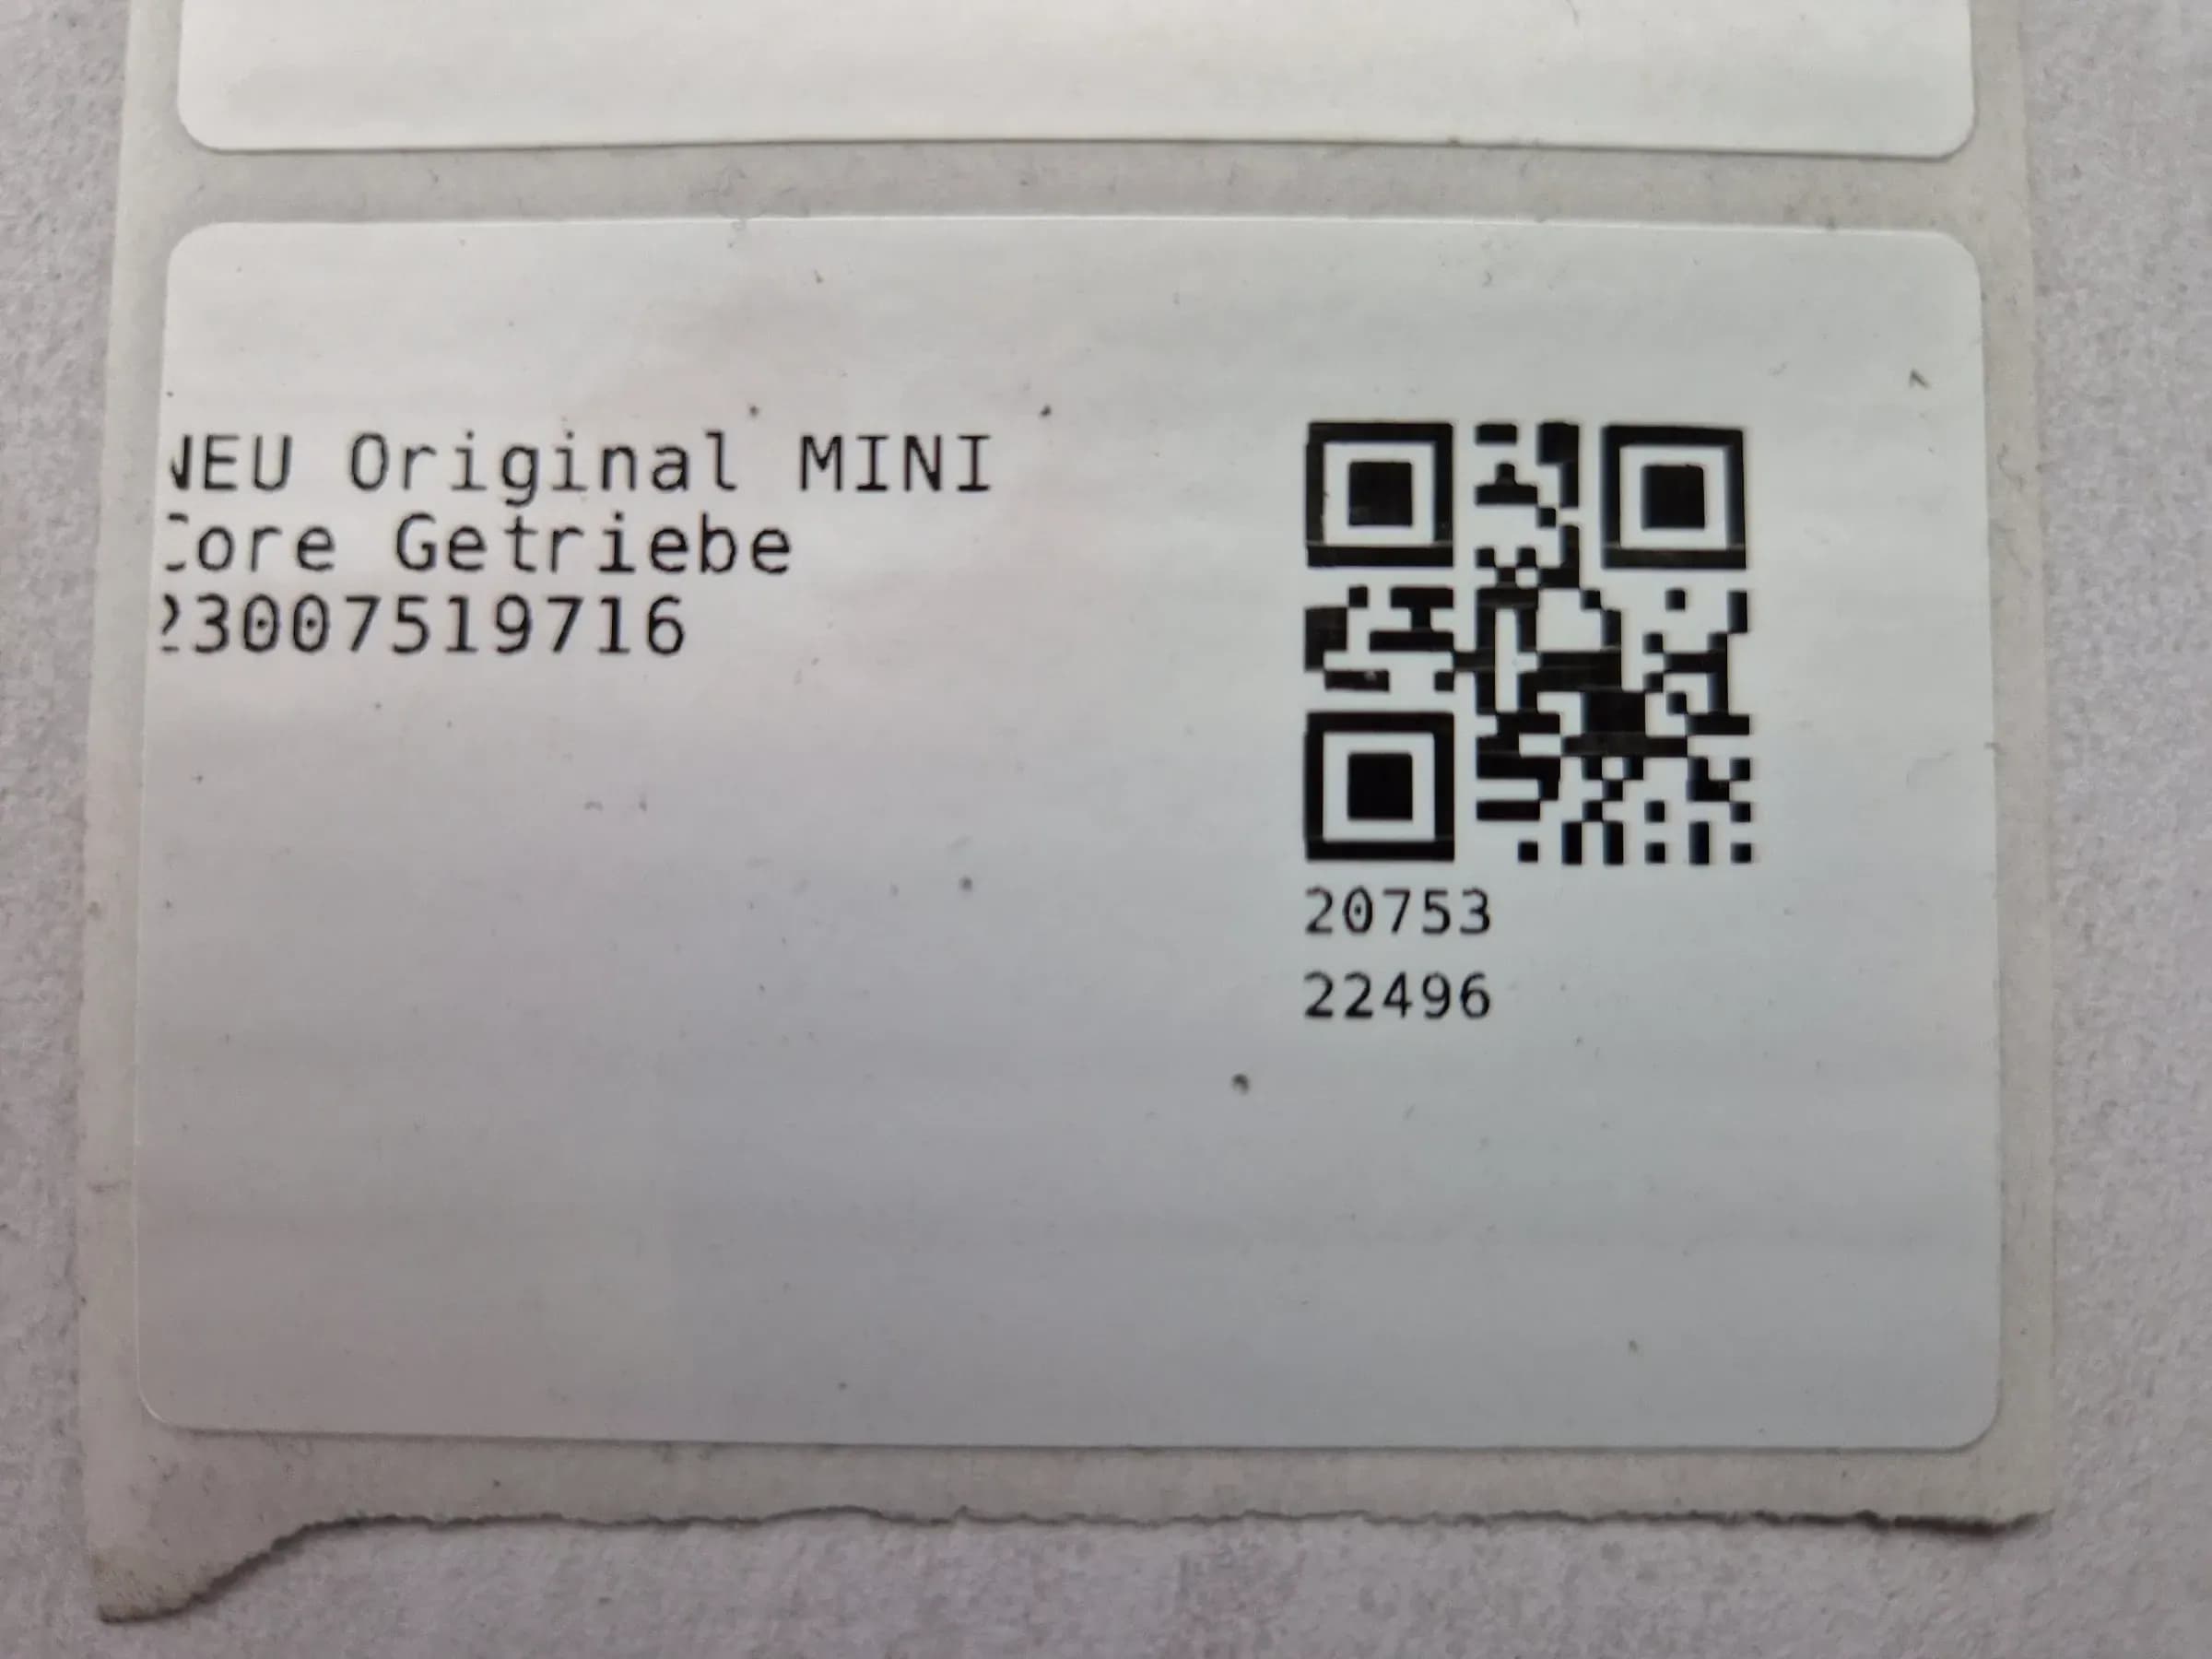 NEU Original MINI
Core Getriebe
23007519716
20753
22496